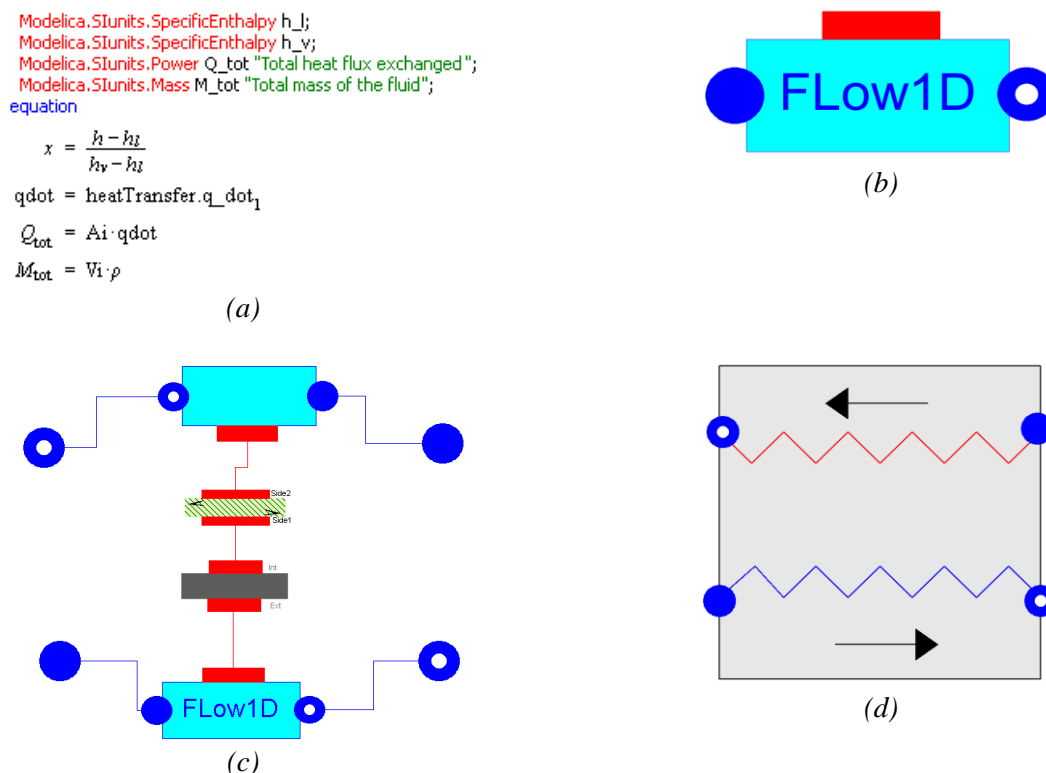 Modelica.SIunits.SpecificEnthalpy h_l;
Modelica.SIunits.SpecificEnthalpy h_v;
Modelica.SIunits.Power Q_tot "Total heat flux exchanged";
Modelica.SIunits.Mass M_tot "Total mass of the fluid";
equation
x = (h − h_l) / (h_v − h_l)
qdot = heatTransfer.q_dot_1
Q_tot = Ai·qdot
M_tot = Vi·ρ
(a)
FLow1D
(b)
Side2
Side1
Int
Ext
FLow1D
(c)
(d)